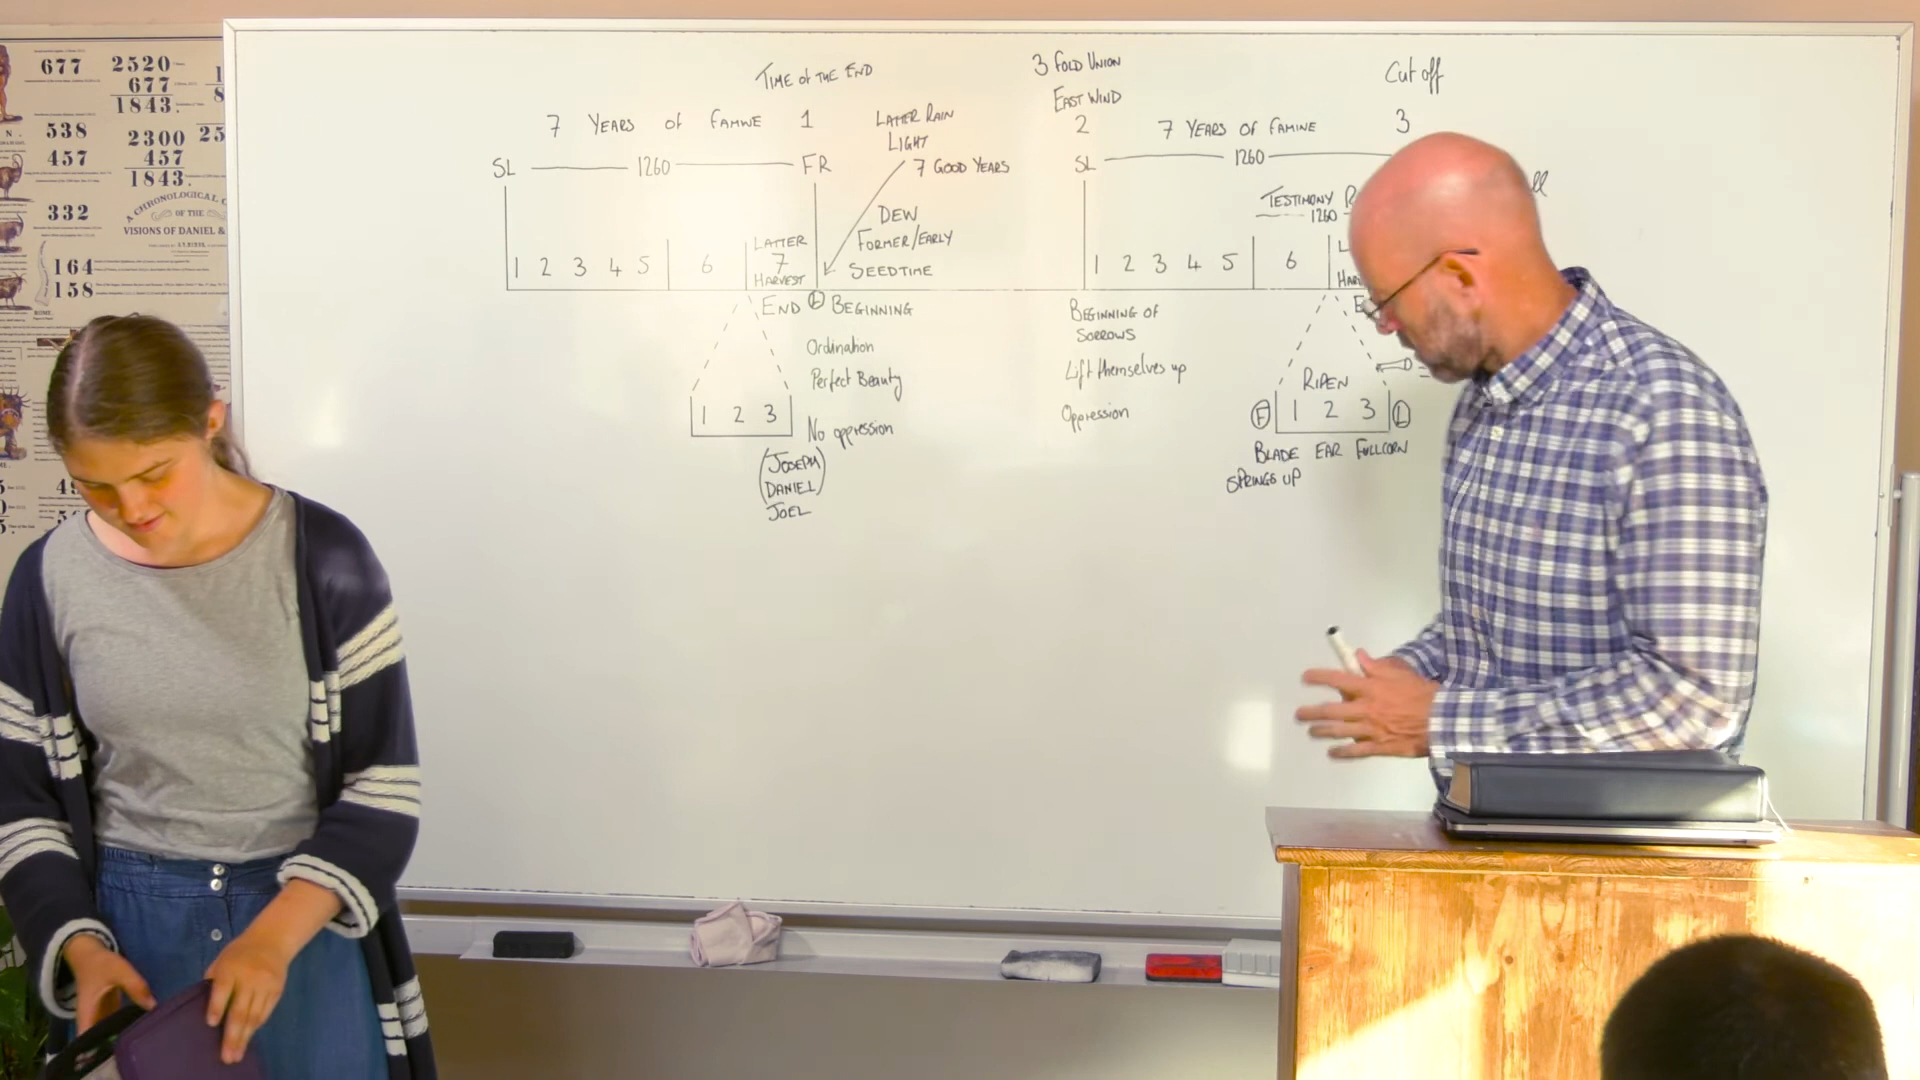 677
2520
677
1843.
538
457
2300
457
1843.
332
A CHRONOLOGICAL
OF THE
VISIONS OF DANIEL &
164
158
TIME of THE END
7 YEARS of FAMINE 1
SL 1260 FR
LATTER RAIN
LIGHT
7 GOOD YEARS
DEW
FORMER/EARLY
SEEDTIME
1 2 3 4 5 6
LATTER
7
HARVEST
END L BEGINNING
Ordination
Perfect Beauty
No oppression
1 2 3
(JOSEPH)
(DANIEL)
JOEL
3 FOLD UNION
EAST WIND
2 7 YEARS OF FAMINE 3
Cut off
SL 1260
TESTIMONY
1260
1 2 3 4 5 6
BEGINNING OF
SORROWS
Lift themselves up
Oppression
RIPEN
F 1 2 3 L
BLADE EAR FULLCORN
SPRINGS UP